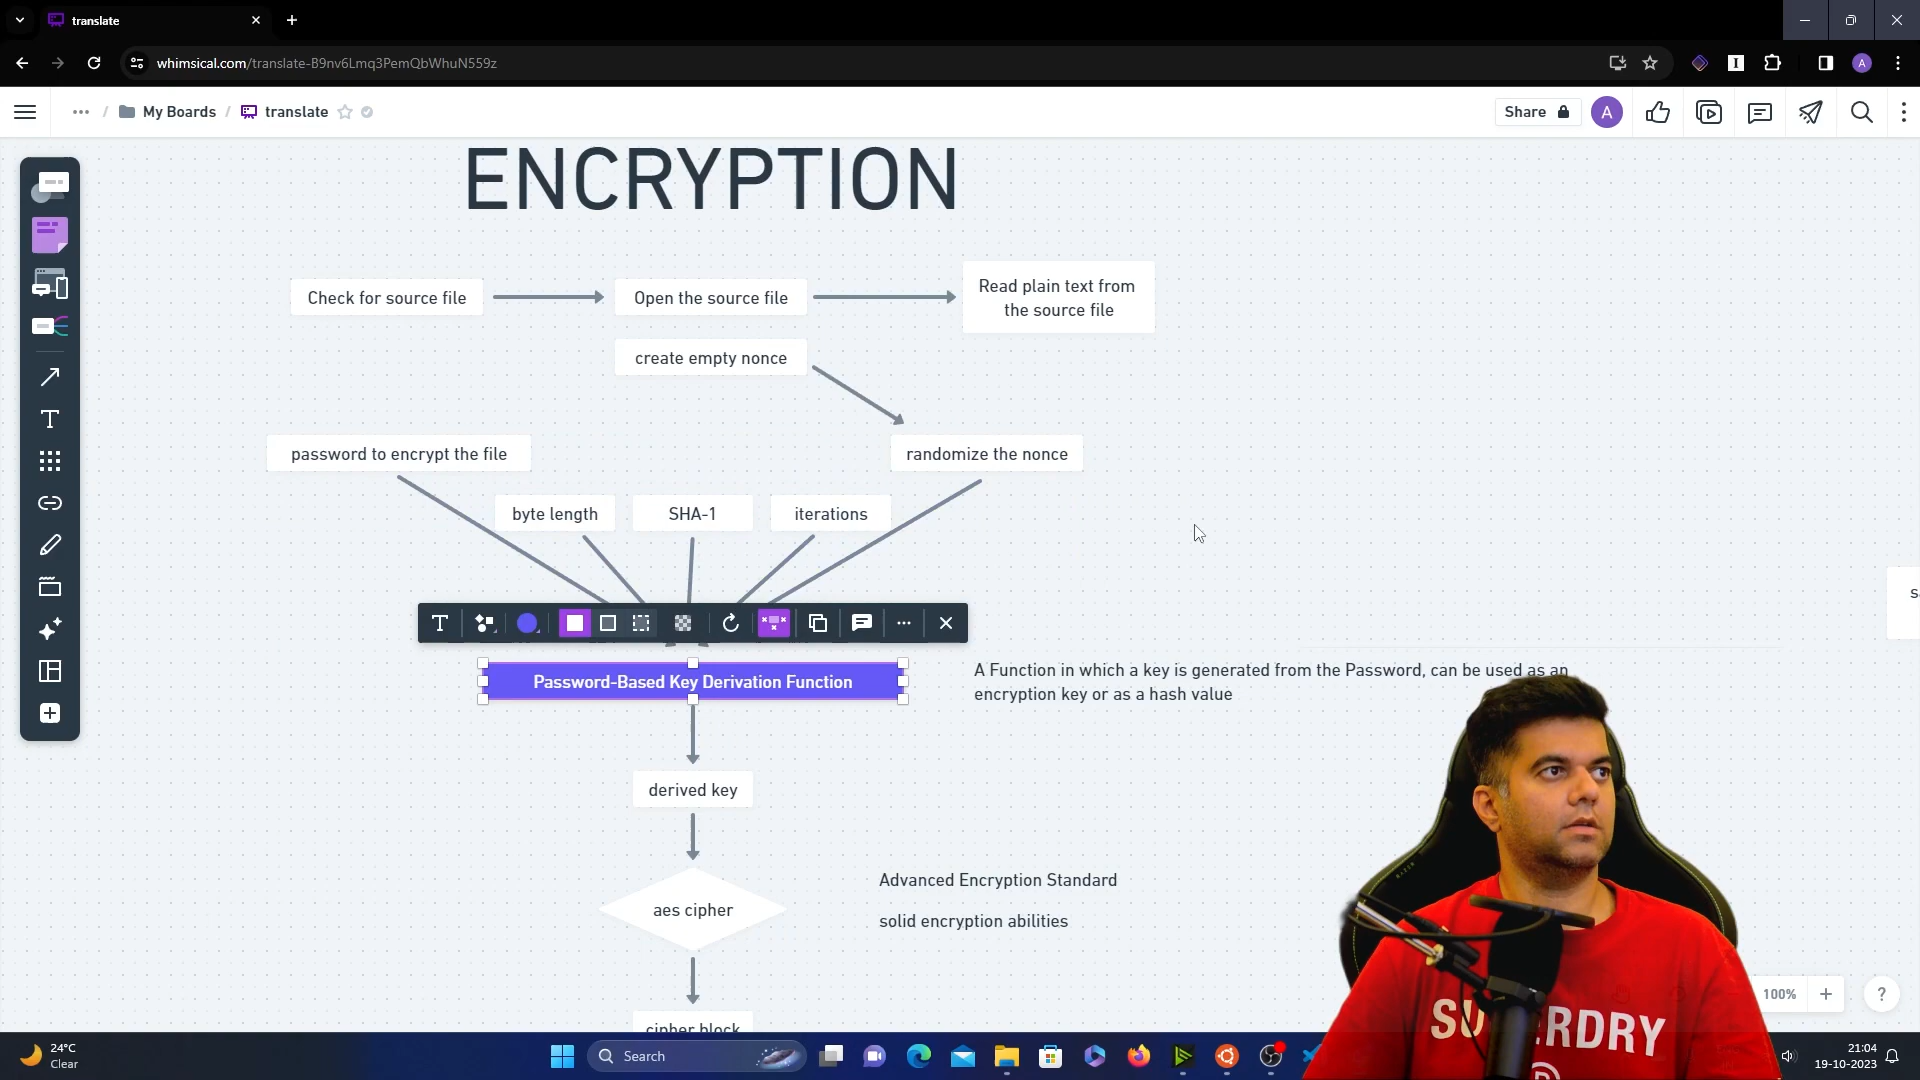 translate
whimsical.com/translate-B9nv6Lmq3PemQbWhuN559z
A
... / My Boards / translate
Share
A
ENCRYPTION
Check for source file
Open the source file
Read plain text from
the source file
create empty nonce
password to encrypt the file
randomize the nonce
byte length
SHA-1
iterations
Password-Based Key Derivation Function
A Function in which a key is generated from the Password, can be used as an
encryption key or as a hash value
derived key
aes cipher
Advanced Encryption Standard
solid encryption abilities
cipher block
100%
24°C
Clear
Search
21:04
19-10-2023